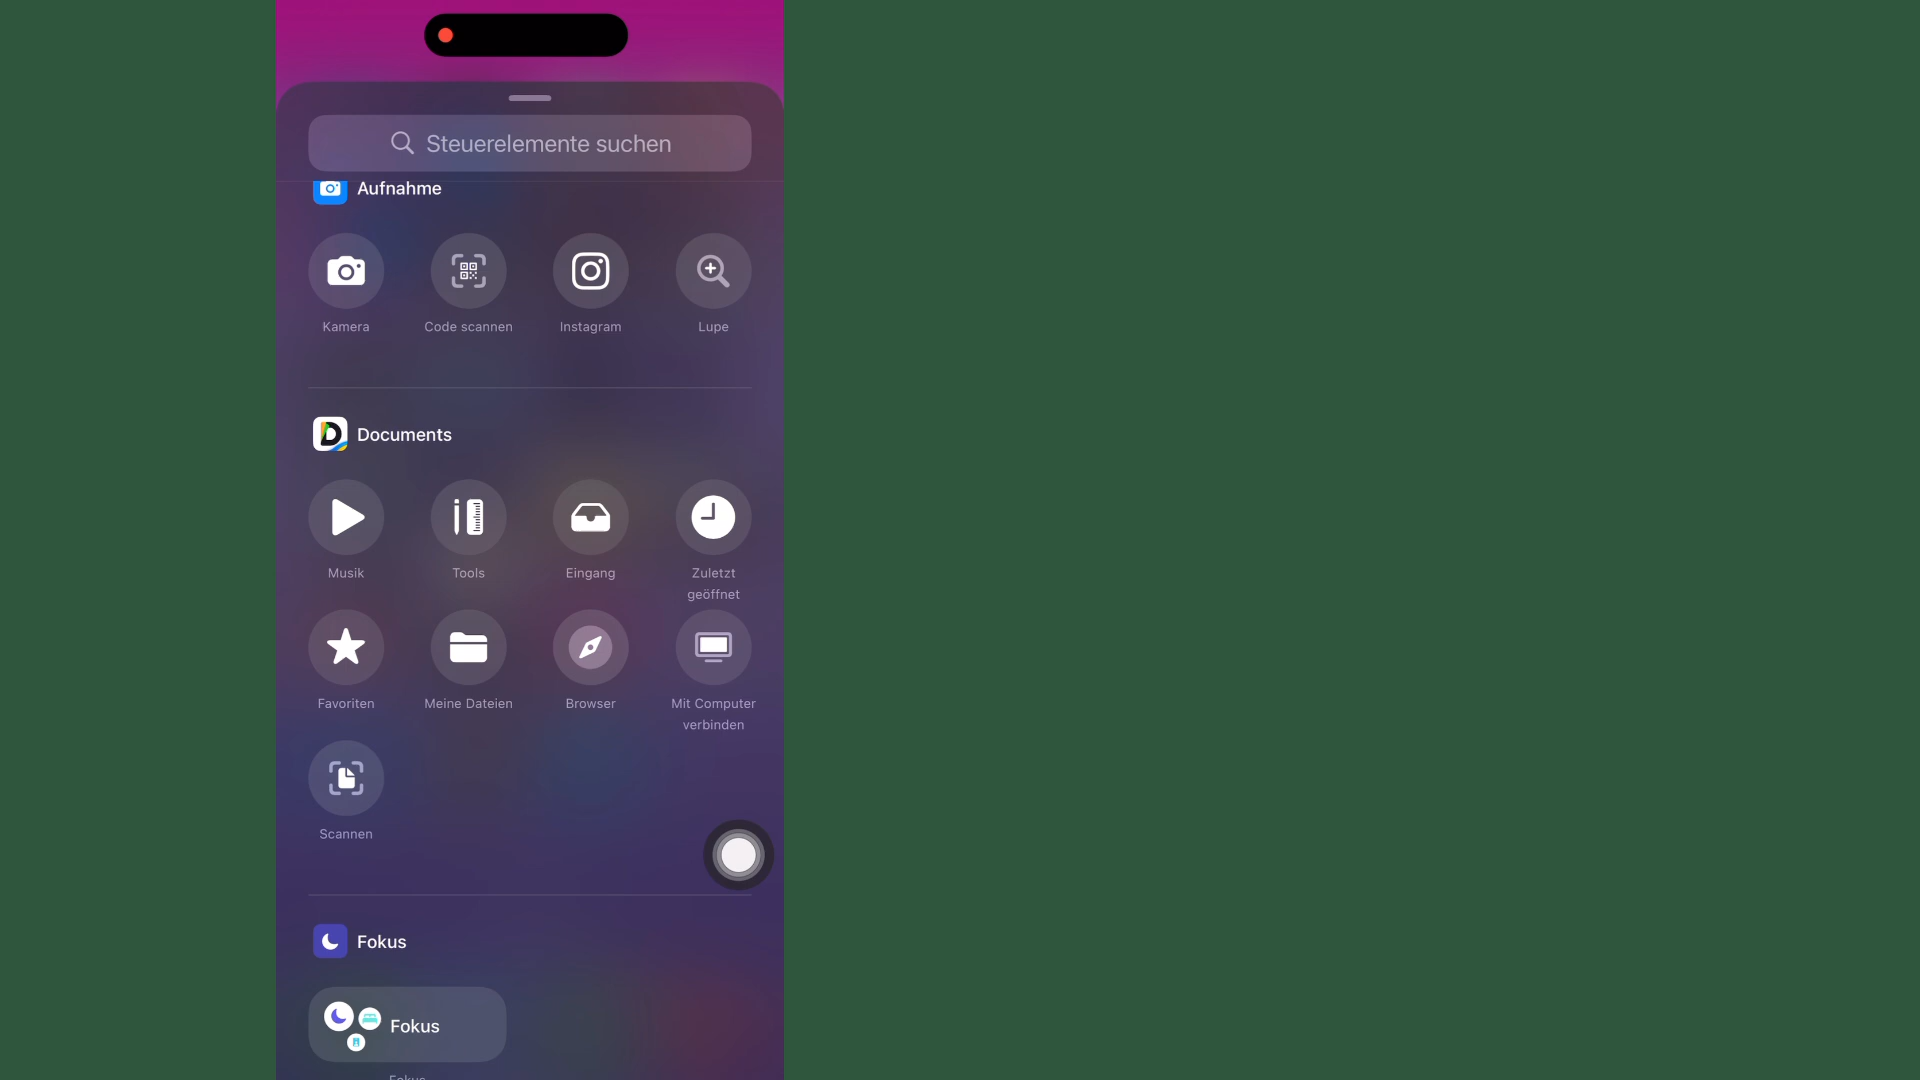 Steuerelemente suchen
Aufnahme
Kamera
Code scannen
Instagram
Lupe
Documents
Musik
Tools
Eingang
Zuletzt
geöffnet
Favoriten
Meine Dateien
Browser
Mit Computer
verbinden
Scannen
Fokus
Fokus
Fokus